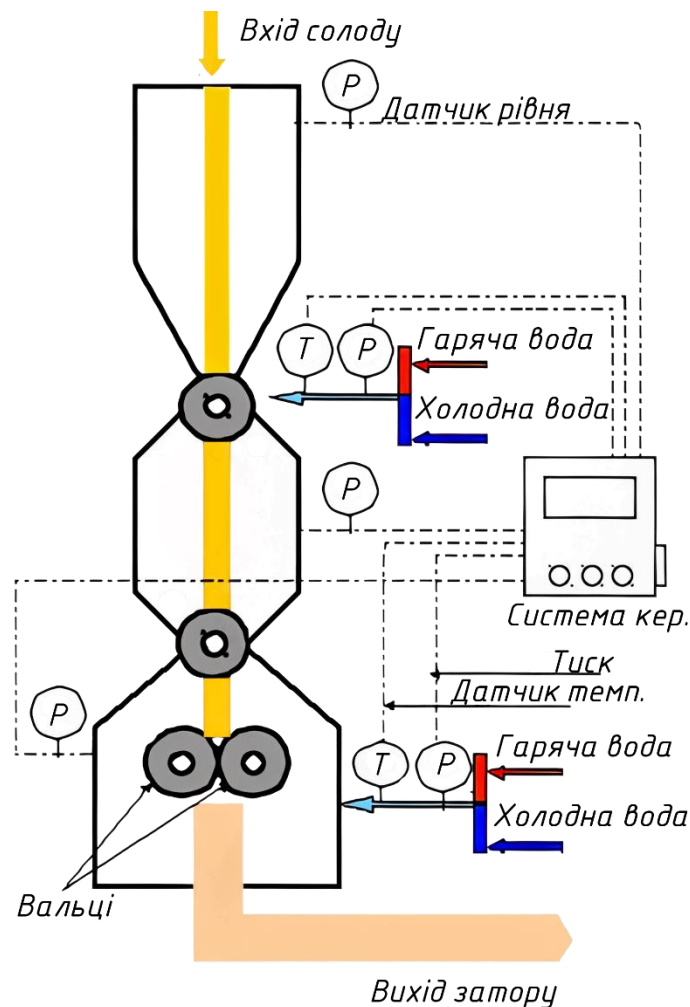 Вхід солоду
P
Датчик рівня
T
P
Гаряча вода
Холодна вода
P
Система кер.
Тиск
Датчик темп.
P
T
P
Гаряча вода
Холодна вода
Вальці
Вихід затору